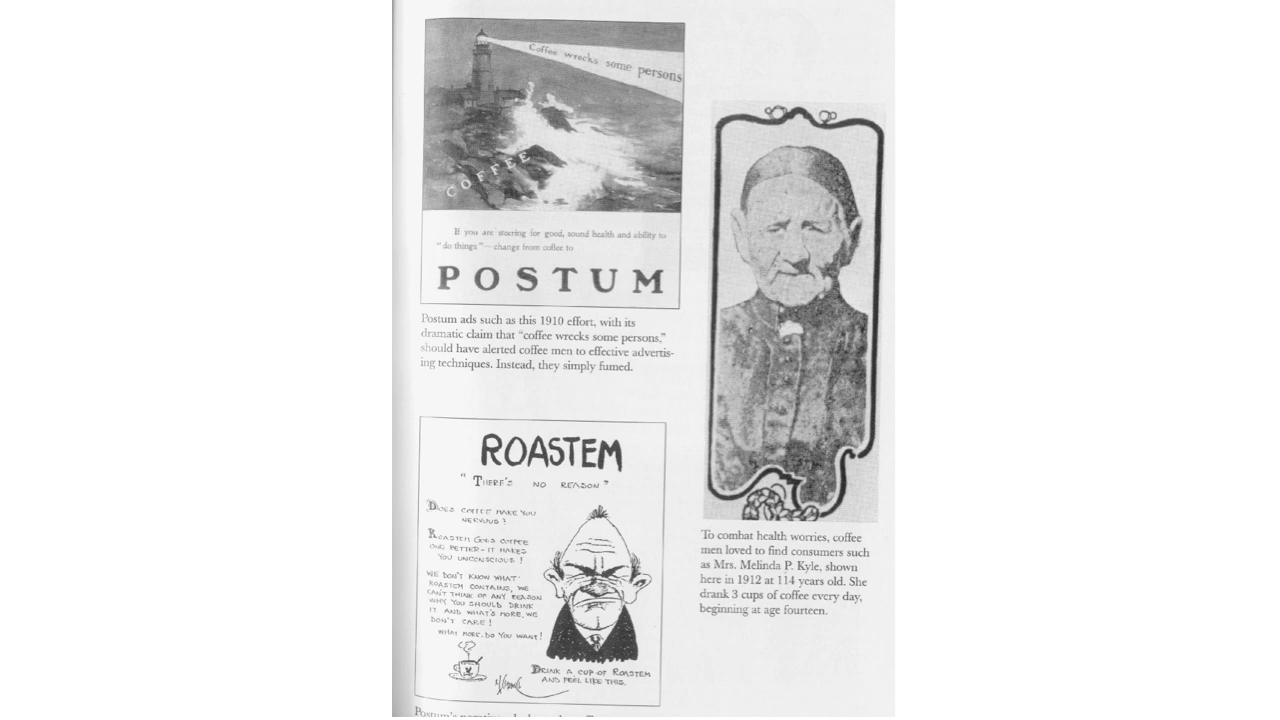 Coffee wrecks some persons
COFFEE
If you are steering for good, sound health and ability to
"do things"—change from coffee to
POSTUM
Postum ads such as this 1910 effort, with its
dramatic claim that "coffee wrecks some persons,"
should have alerted coffee men to effective advertis-
ing techniques. Instead, they simply fumed.
ROASTEM
"THERE'S NO REASON"
DOES COFFEE MAKE YOU
NERVOUS?
ROASTEM GOES COFFEE
ONE BETTER - IT MAKES
YOU UNCONSCIOUS!
WE DON'T KNOW WHAT
ROASTEM CONTAINS, WE
CAN'T THINK OF ANY REASON
WHY YOU SHOULD DRINK
IT AND WHAT'S MORE, WE
DON'T CARE!
WHAT MORE DO YOU WANT!
DRINK A CUP OF ROASTEM
AND FEEL LIKE THIS.
To combat health worries, coffee
men loved to find consumers such
as Mrs. Melinda P. Kyle, shown
here in 1912 at 114 years old. She
drank 3 cups of coffee every day,
beginning at age fourteen.